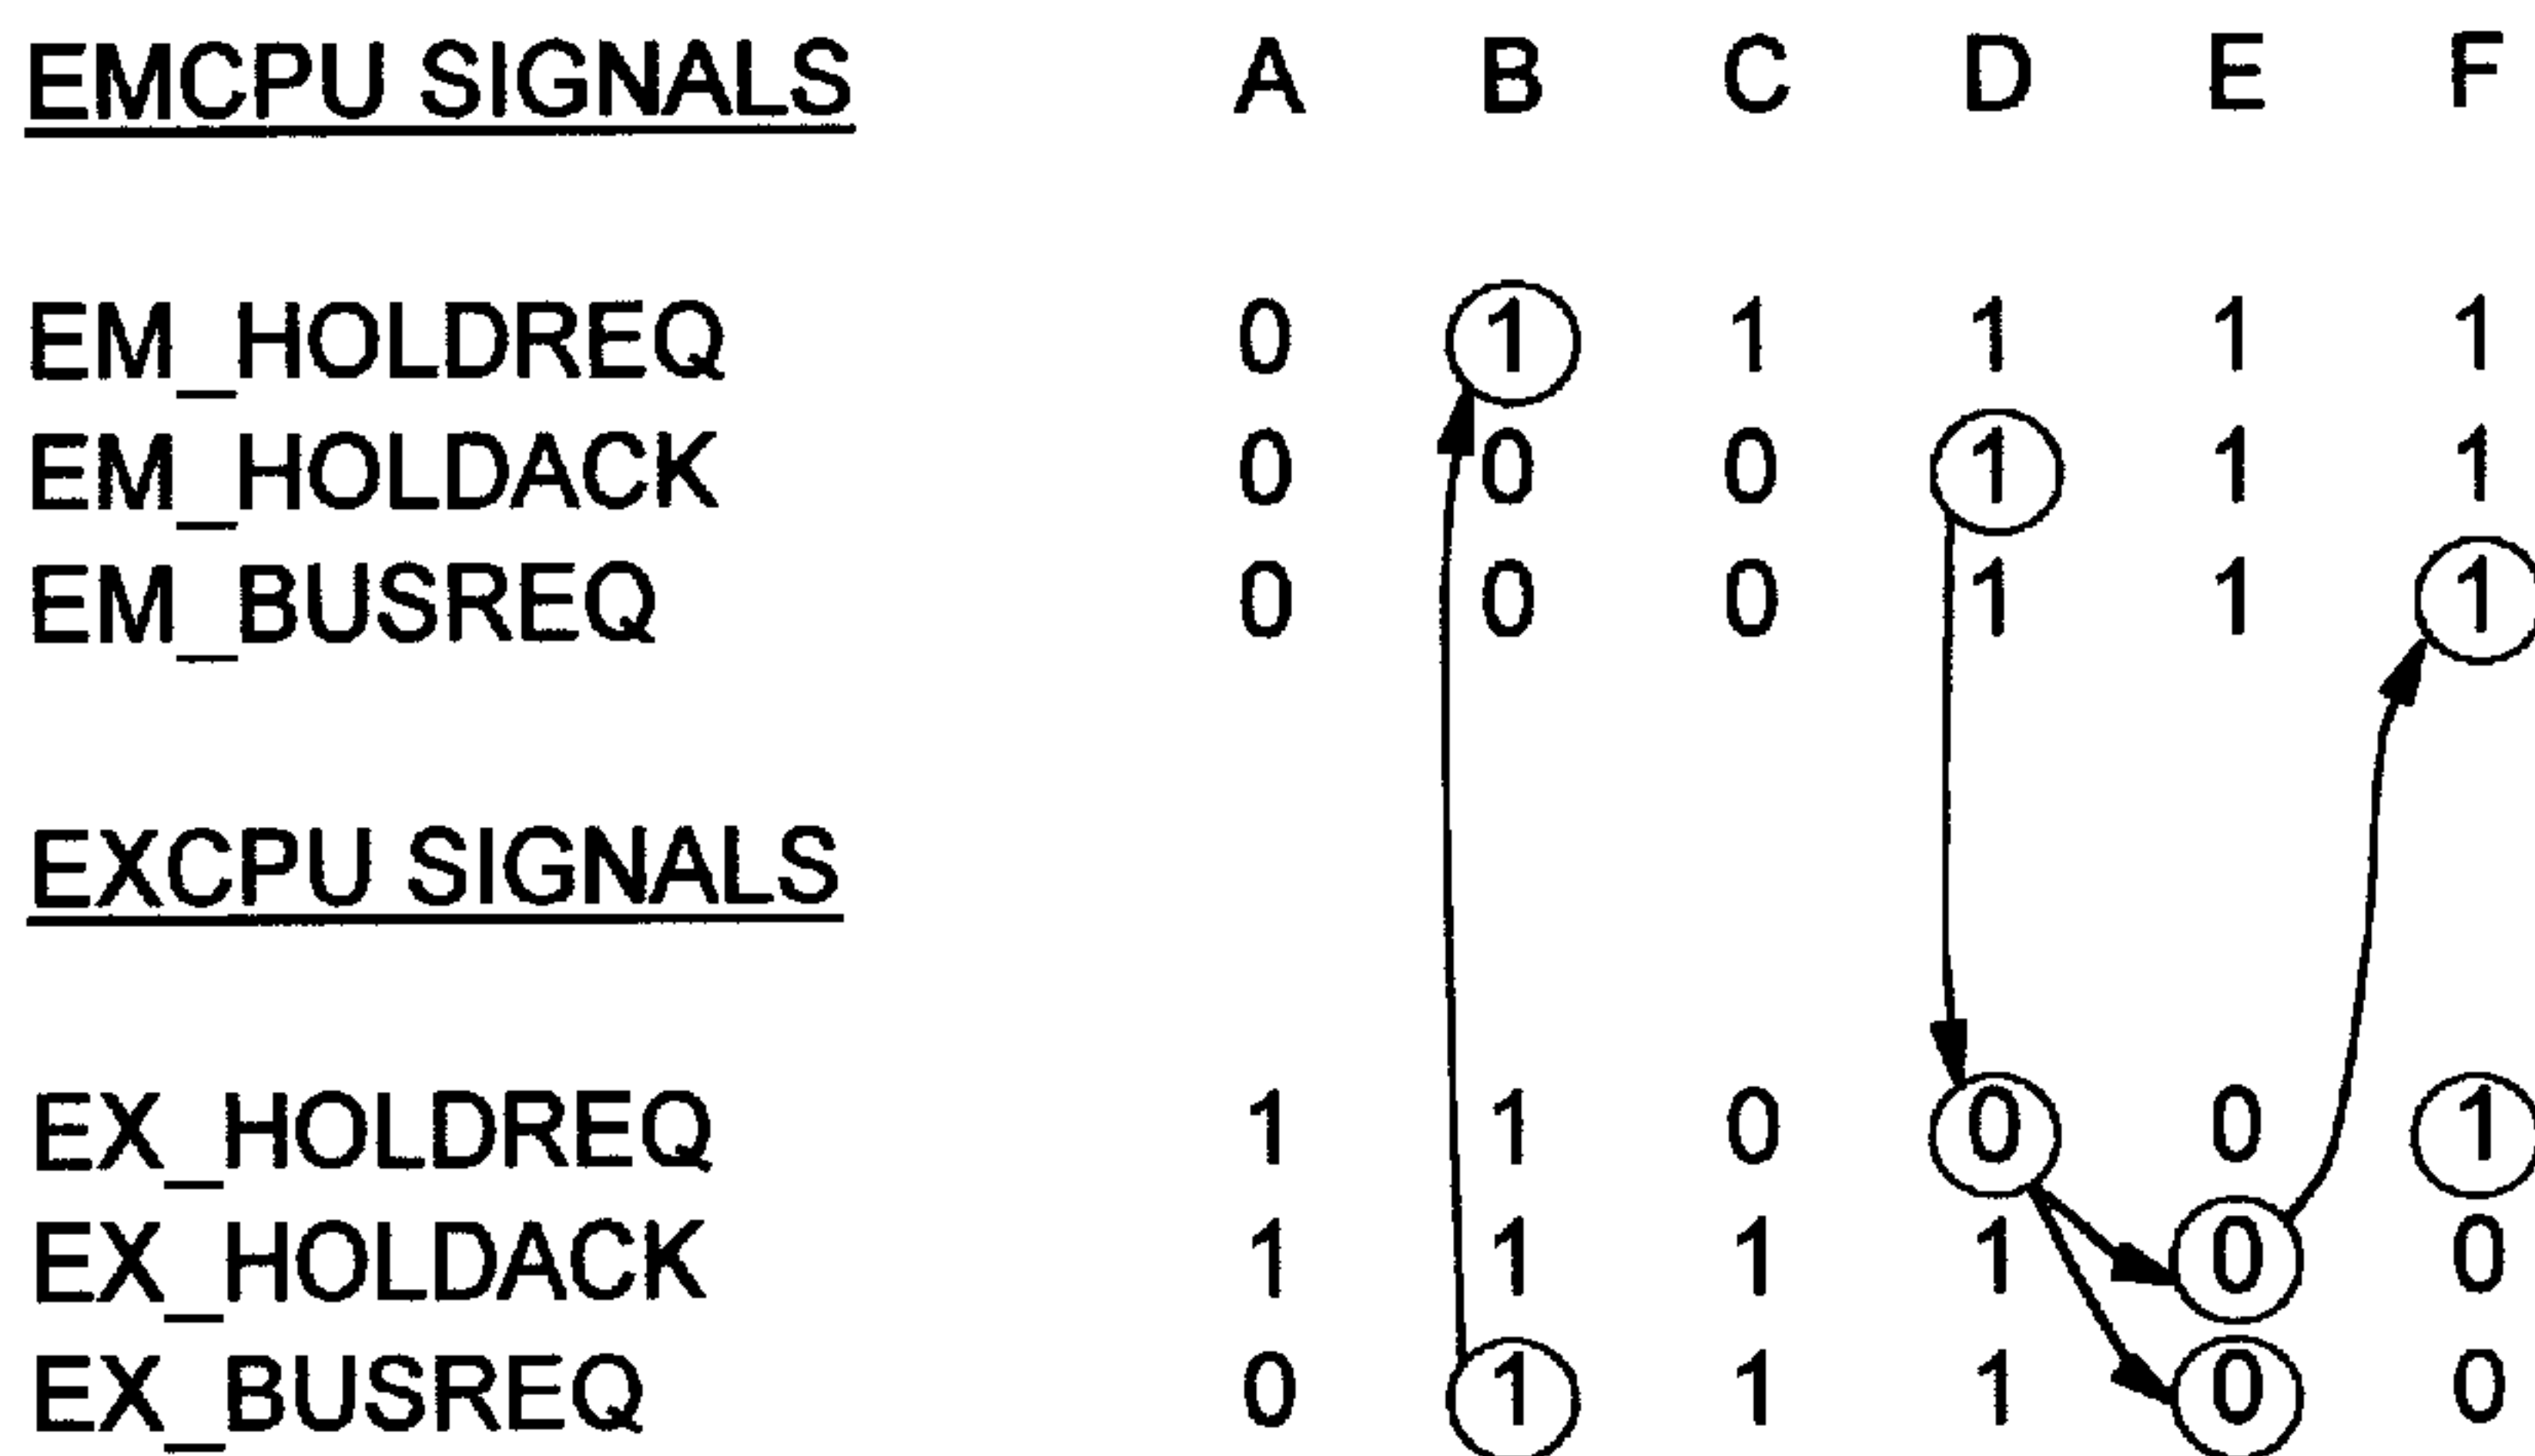 EMCPU SIGNALS A B C D E F
EM_HOLDREQ 0 1 1 1 1 1
EM_HOLDACK 0 0 0 1 1 1
EM_BUSREQ 0 0 0 1 1 1
EXCPU SIGNALS
EX_HOLDREQ 1 1 0 0 0 1
EX_HOLDACK 1 1 1 1 0 0
EX_BUSREQ 0 1 1 1 0 0